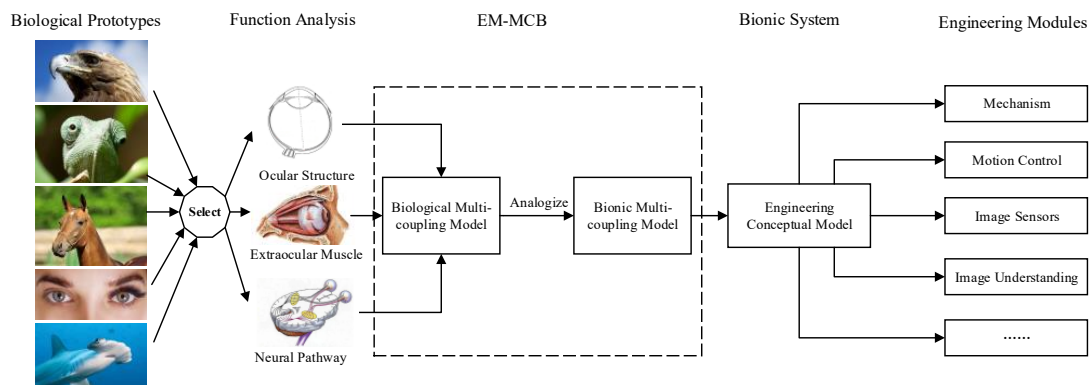 Biological Prototypes
Function Analysis
EM-MCB
Bionic System
Engineering Modules
Select
Ocular Structure
Extraocular Muscle
Neural Pathway
Biological Multi-
coupling Model
Analogize
Bionic Multi-
coupling Model
Engineering
Conceptual Model
Mechanism
Motion Control
Image Sensors
Image Understanding
……